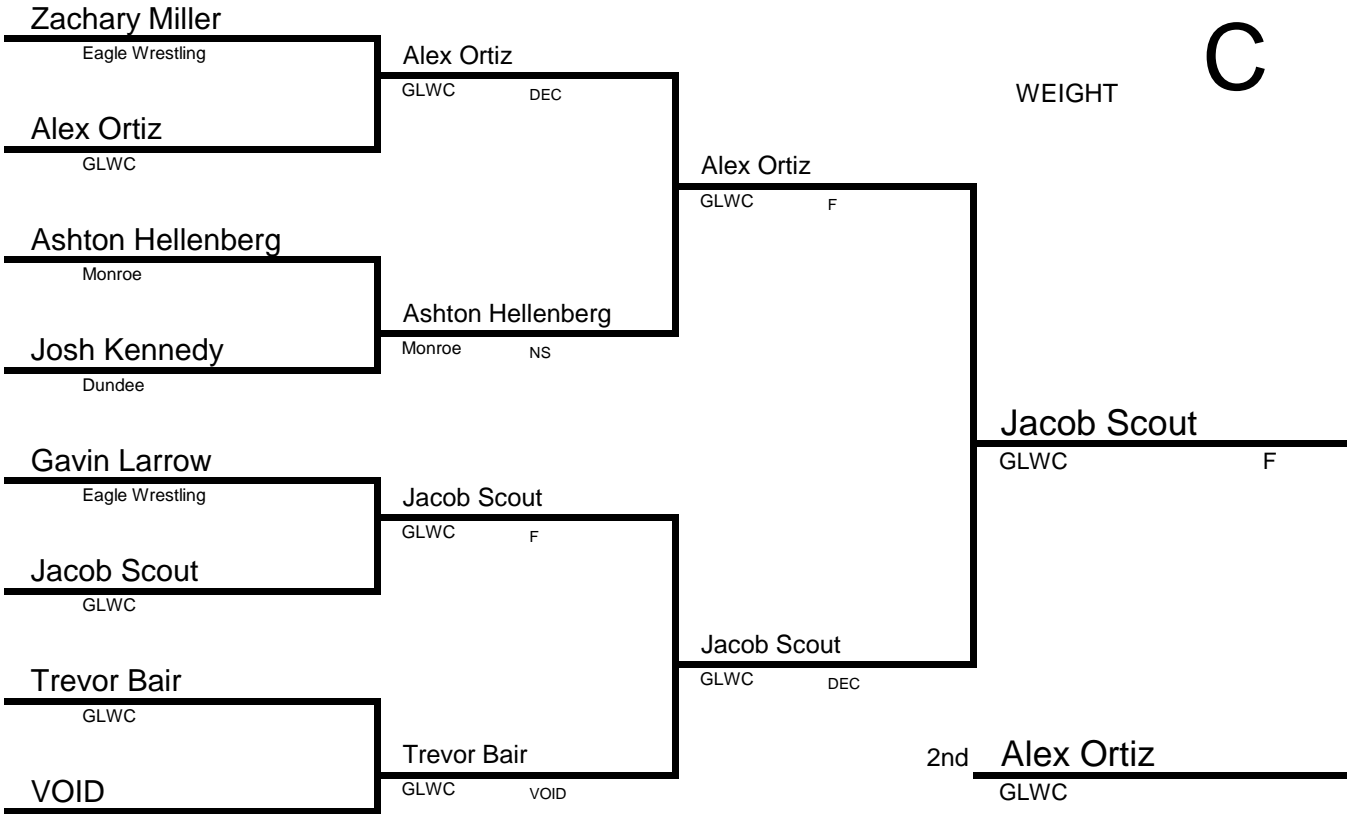 Zachary Miller
Eagle Wrestling
Alex Ortiz
GLWC DEC
WEIGHT C
Alex Ortiz
GLWC
Alex Ortiz
GLWC F
Ashton Hellenberg
Monroe
Ashton Hellenberg
Monroe NS
Josh Kennedy
Dundee
Jacob Scout
GLWC F
Gavin Larrow
Eagle Wrestling
Jacob Scout
GLWC F
Jacob Scout
GLWC
Jacob Scout
GLWC DEC
Trevor Bair
GLWC
Trevor Bair
GLWC VOID
2nd Alex Ortiz
GLWC
VOID